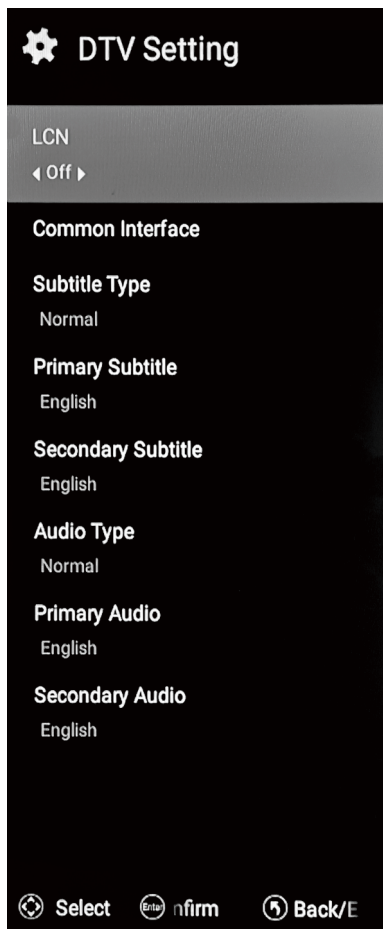 DTV Setting
LCN
Off
Common Interface
Subtitle Type
Normal
Primary Subtitle
English
Secondary Subtitle
English
Audio Type
Normal
Primary Audio
English
Secondary Audio
English
Select Enter nfirm Back/E